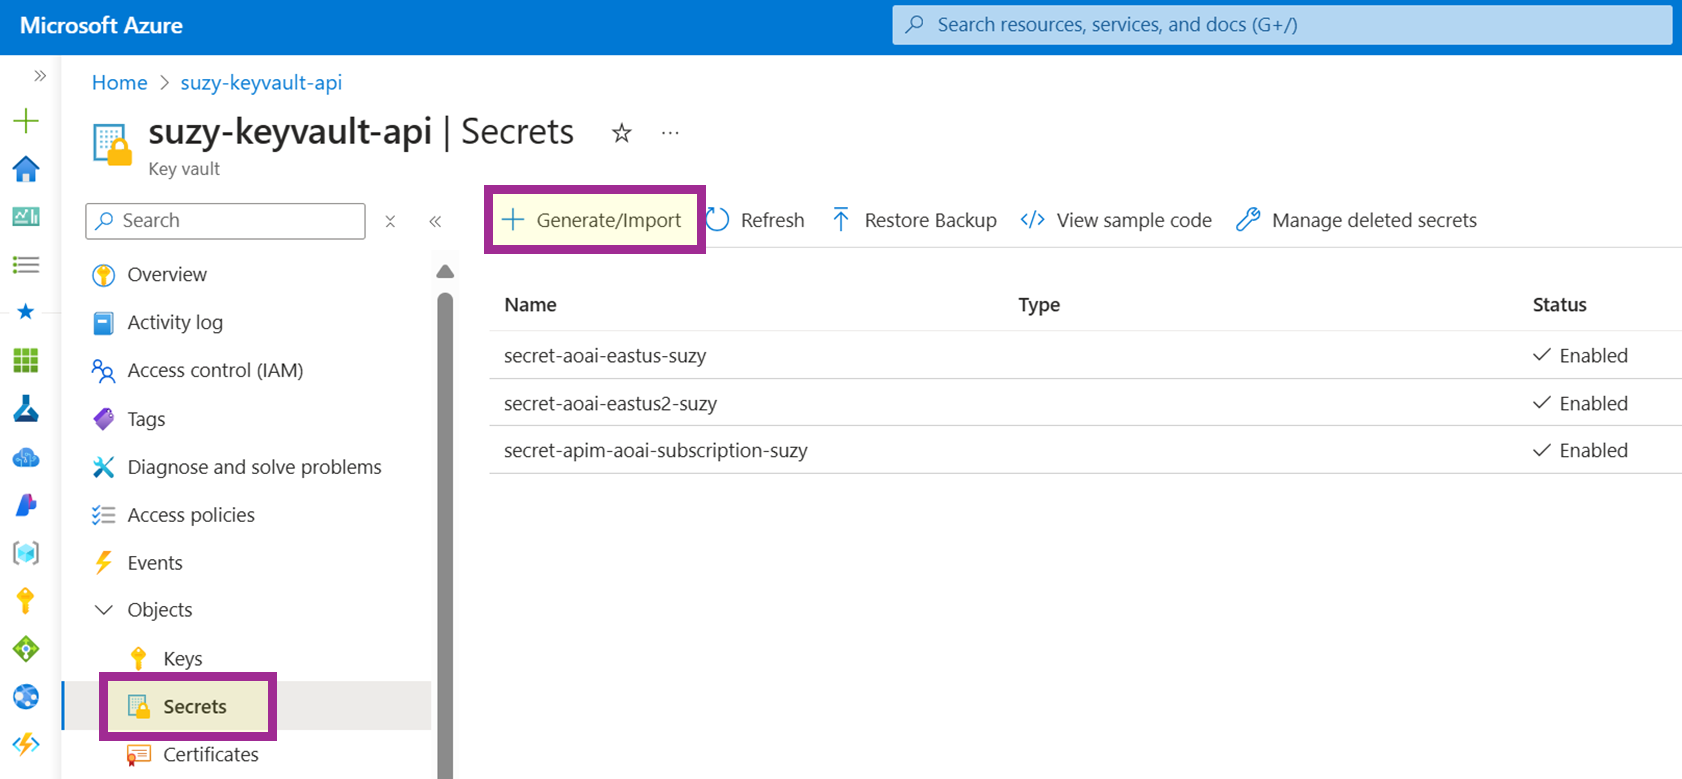 Microsoft Azure
Search resources, services, and docs (G+/)
Home > suzy-keyvault-api
suzy-keyvault-api | Secrets
Key vault
Search
Generate/Import
Refresh
Restore Backup
View sample code
Manage deleted secrets
Overview
Activity log
Access control (IAM)
Tags
Diagnose and solve problems
Access policies
Events
Objects
Keys
Secrets
Certificates
Name Type Status
secret-aoai-eastus-suzy Enabled
secret-aoai-eastus2-suzy Enabled
secret-apim-aoai-subscription-suzy Enabled